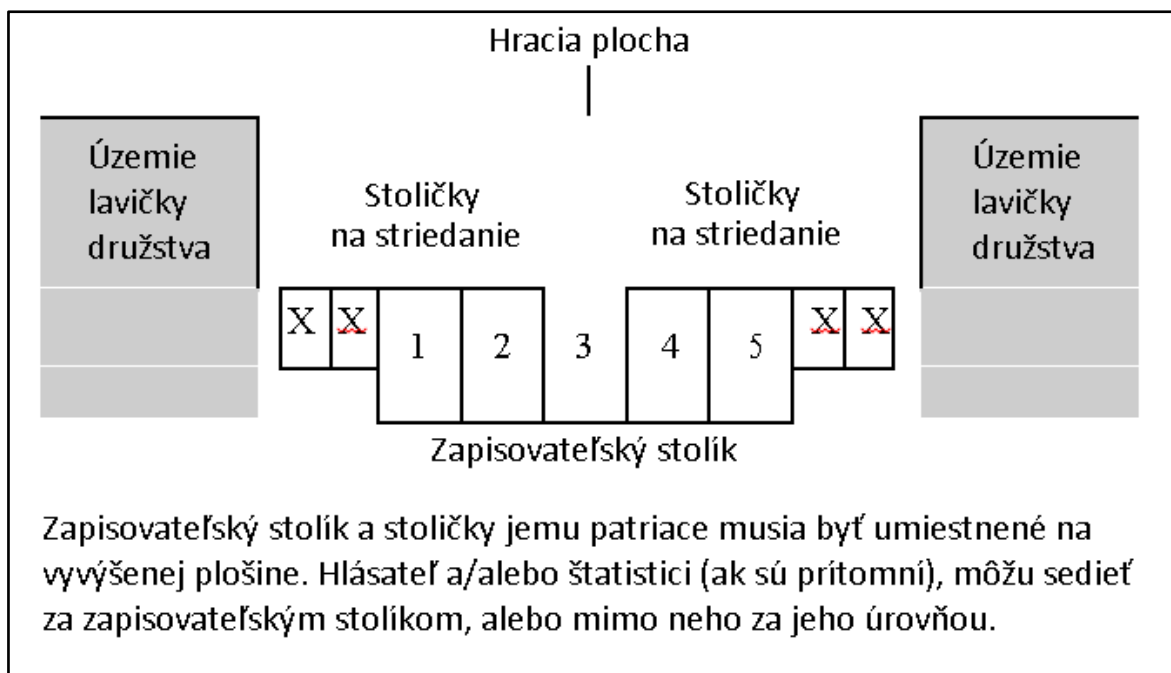 Hracia plocha
Územie
lavičky
družstva
Stoličky
na striedanie
Stoličky
na striedanie
Územie
lavičky
družstva
X X 1 2 3 4 5 X X
Zapisovateľský stolík
Zapisovateľský stolík a stoličky jemu patriace musia byť umiestnené na
vyvýšenej plošine. Hlásateľ a/alebo štatistici (ak sú prítomní), môžu sedieť
za zapisovateľským stolíkom, alebo mimo neho za jeho úrovňou.